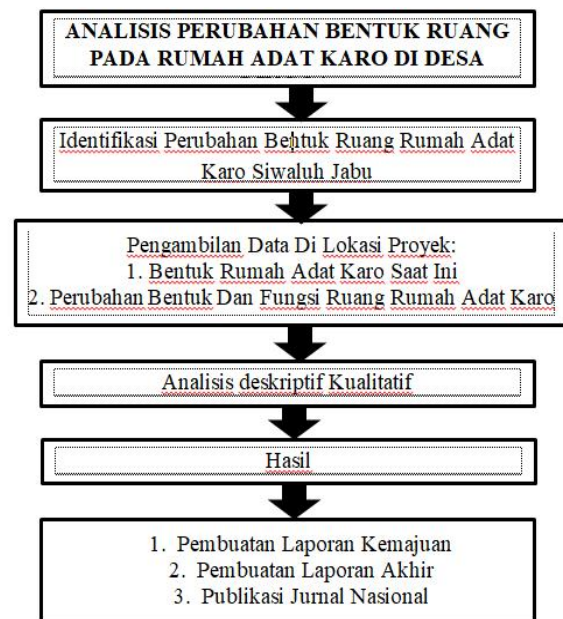 ANALISIS PERUBAHAN BENTUK RUANG
PADA RUMAH ADAT KARO DI DESA
Identifikasi Perubahan Bentuk Ruang Rumah Adat
Karo Siwaluh Jabu
Pengambilan Data Di Lokasi Proyek:
1. Bentuk Rumah Adat Karo Saat Ini
2. Perubahan Bentuk Dan Fungsi Ruang Rumah Adat Karo
Analisis deskriptif Kualitatif
Hasil
1. Pembuatan Laporan Kemajuan
2. Pembuatan Laporan Akhir
3. Publikasi Jurnal Nasional